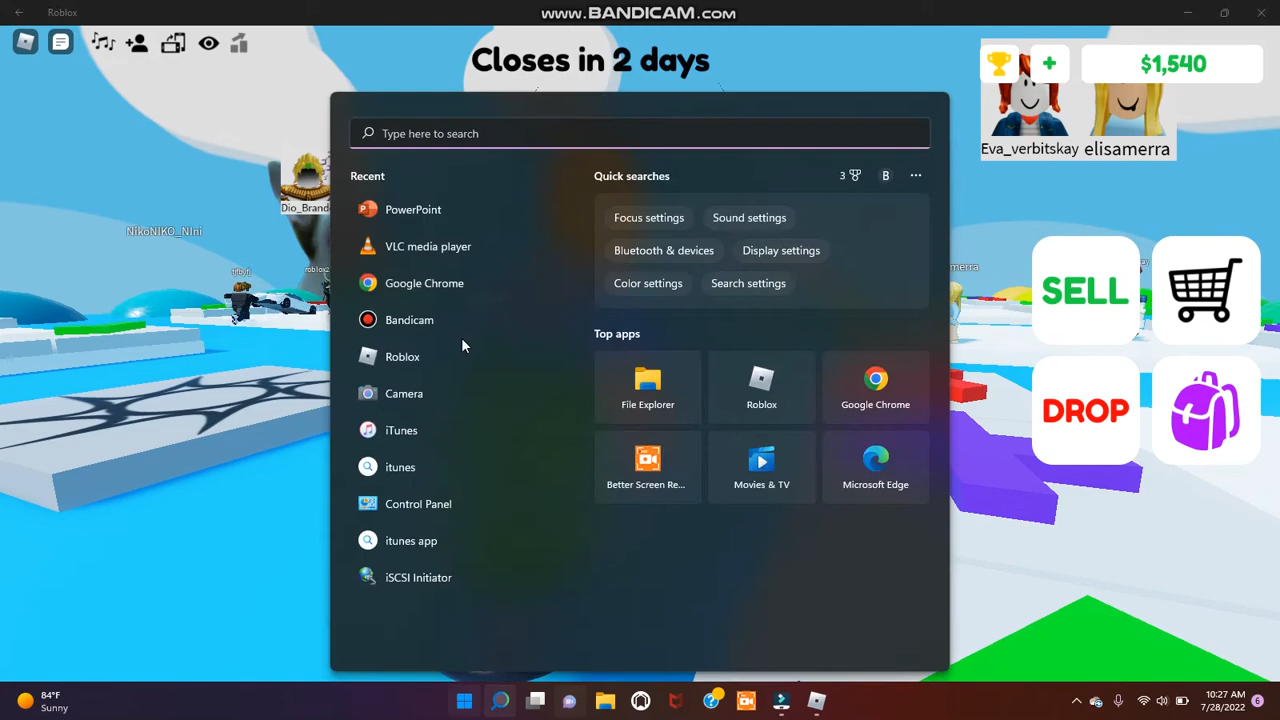 Roblox
www.BANDICAM.com
Closes in 2 days
$1,540
Eva_verbitskay elisamerra
Type here to search
Recent
Quick searches
3
B
PowerPoint
VLC media player
Google Chrome
Bandicam
Roblox
Camera
iTunes
itunes
Control Panel
itunes app
iSCSI Initiator
Focus settings
Sound settings
Bluetooth & devices
Display settings
Color settings
Search settings
Top apps
File Explorer
Roblox
Google Chrome
Better Screen Re...
Movies & TV
Microsoft Edge
Dio_Brand
NikoNIKO_NIni
roblox2
merra
SELL
DROP
84°F
Sunny
10:27 AM
7/28/2022
6